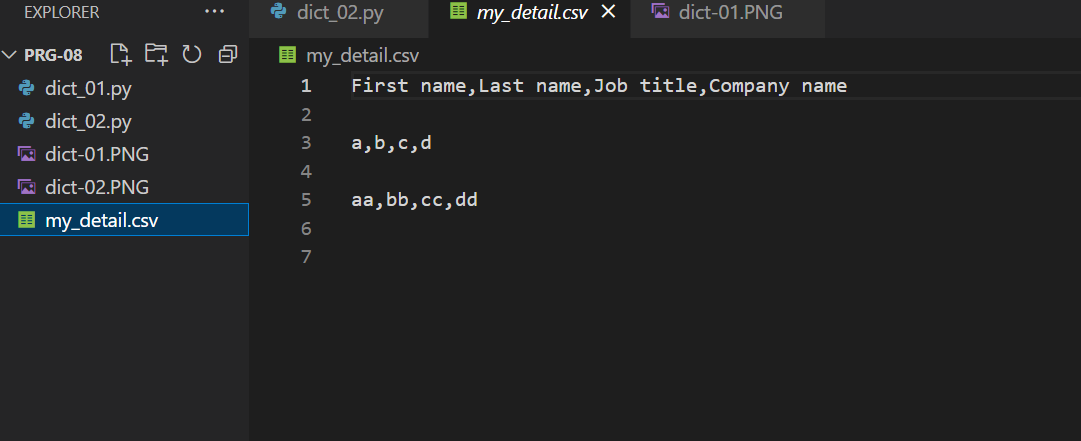 EXPLORER ...
dict_02.py my_detail.csv dict-01.PNG
PRG-08
my_detail.csv
dict_01.py
dict_02.py
dict-01.PNG
dict-02.PNG
my_detail.csv
1 First name,Last name,Job title,Company name
2
3 a,b,c,d
4
5 aa,bb,cc,dd
6
7